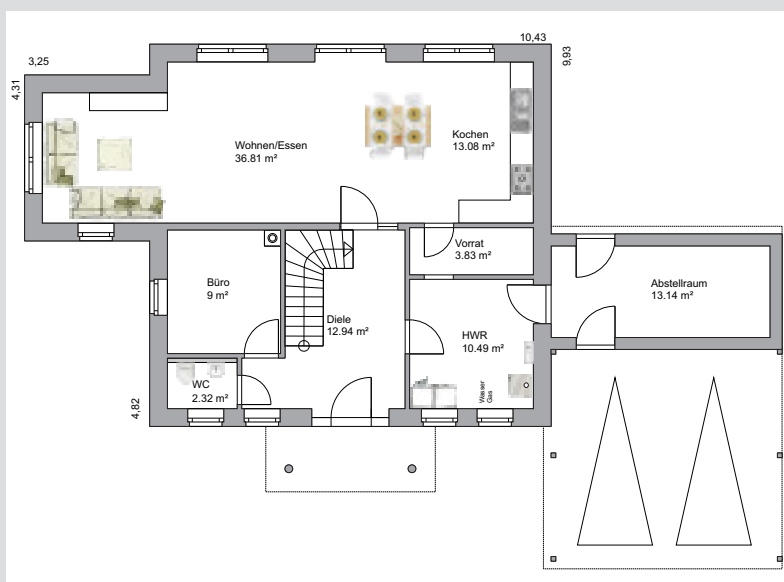 10,43
9,93
3,25
4,31
Wohnen/Essen
36.81 m²
Kochen
13.08 m²
Vorrat
3.83 m²
Büro
9 m²
Abstellraum
13.14 m²
Diele
12.94 m²
HWR
10.49 m²
WC
2.32 m²
Wasser
Gas
4,82